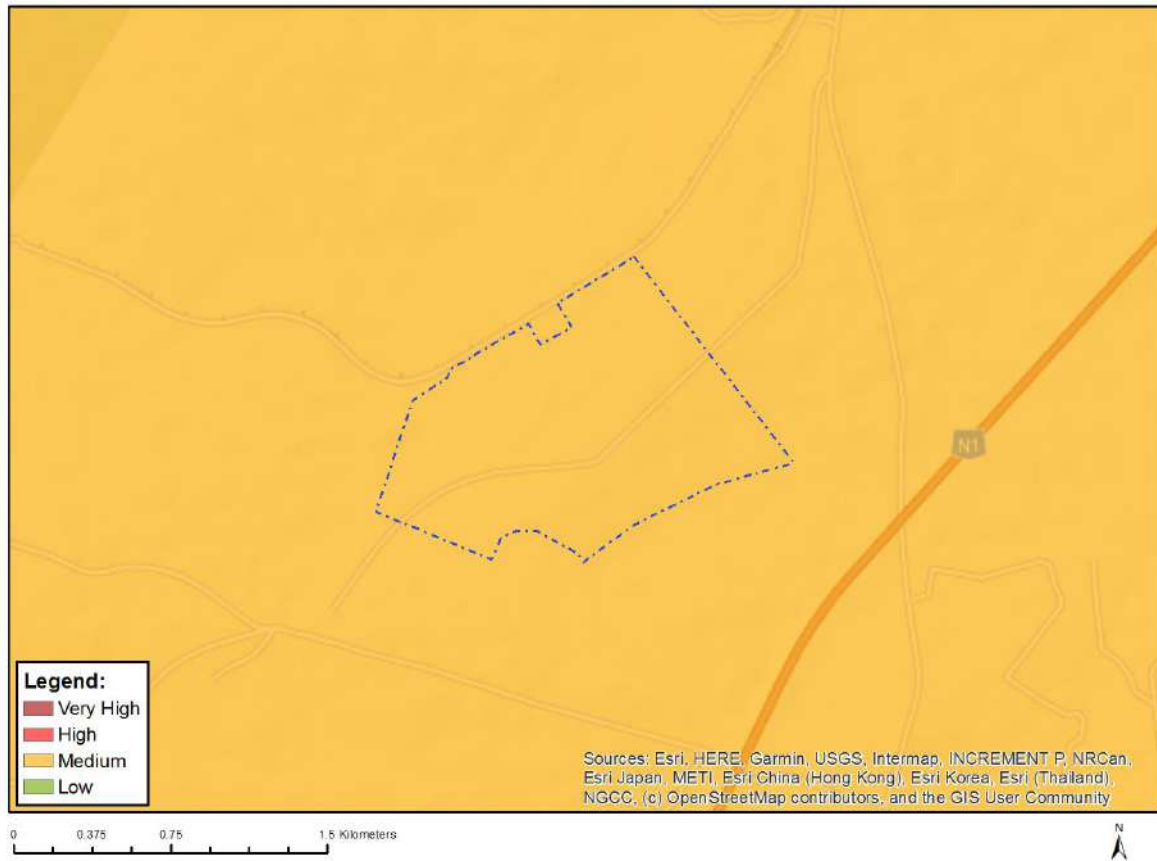 N1
Legend:
Very High
High
Medium
Low
Sources: Esri, HERE, Garmin, USGS, Intermap, INCREMENT P, NRCan,
Esri Japan, METI, Esri China (Hong Kong), Esri Korea, Esri (Thailand),
NGCC, (c) OpenStreetMap contributors, and the GIS User Community
0 0.375 0.75 1.5 Kilometers
N